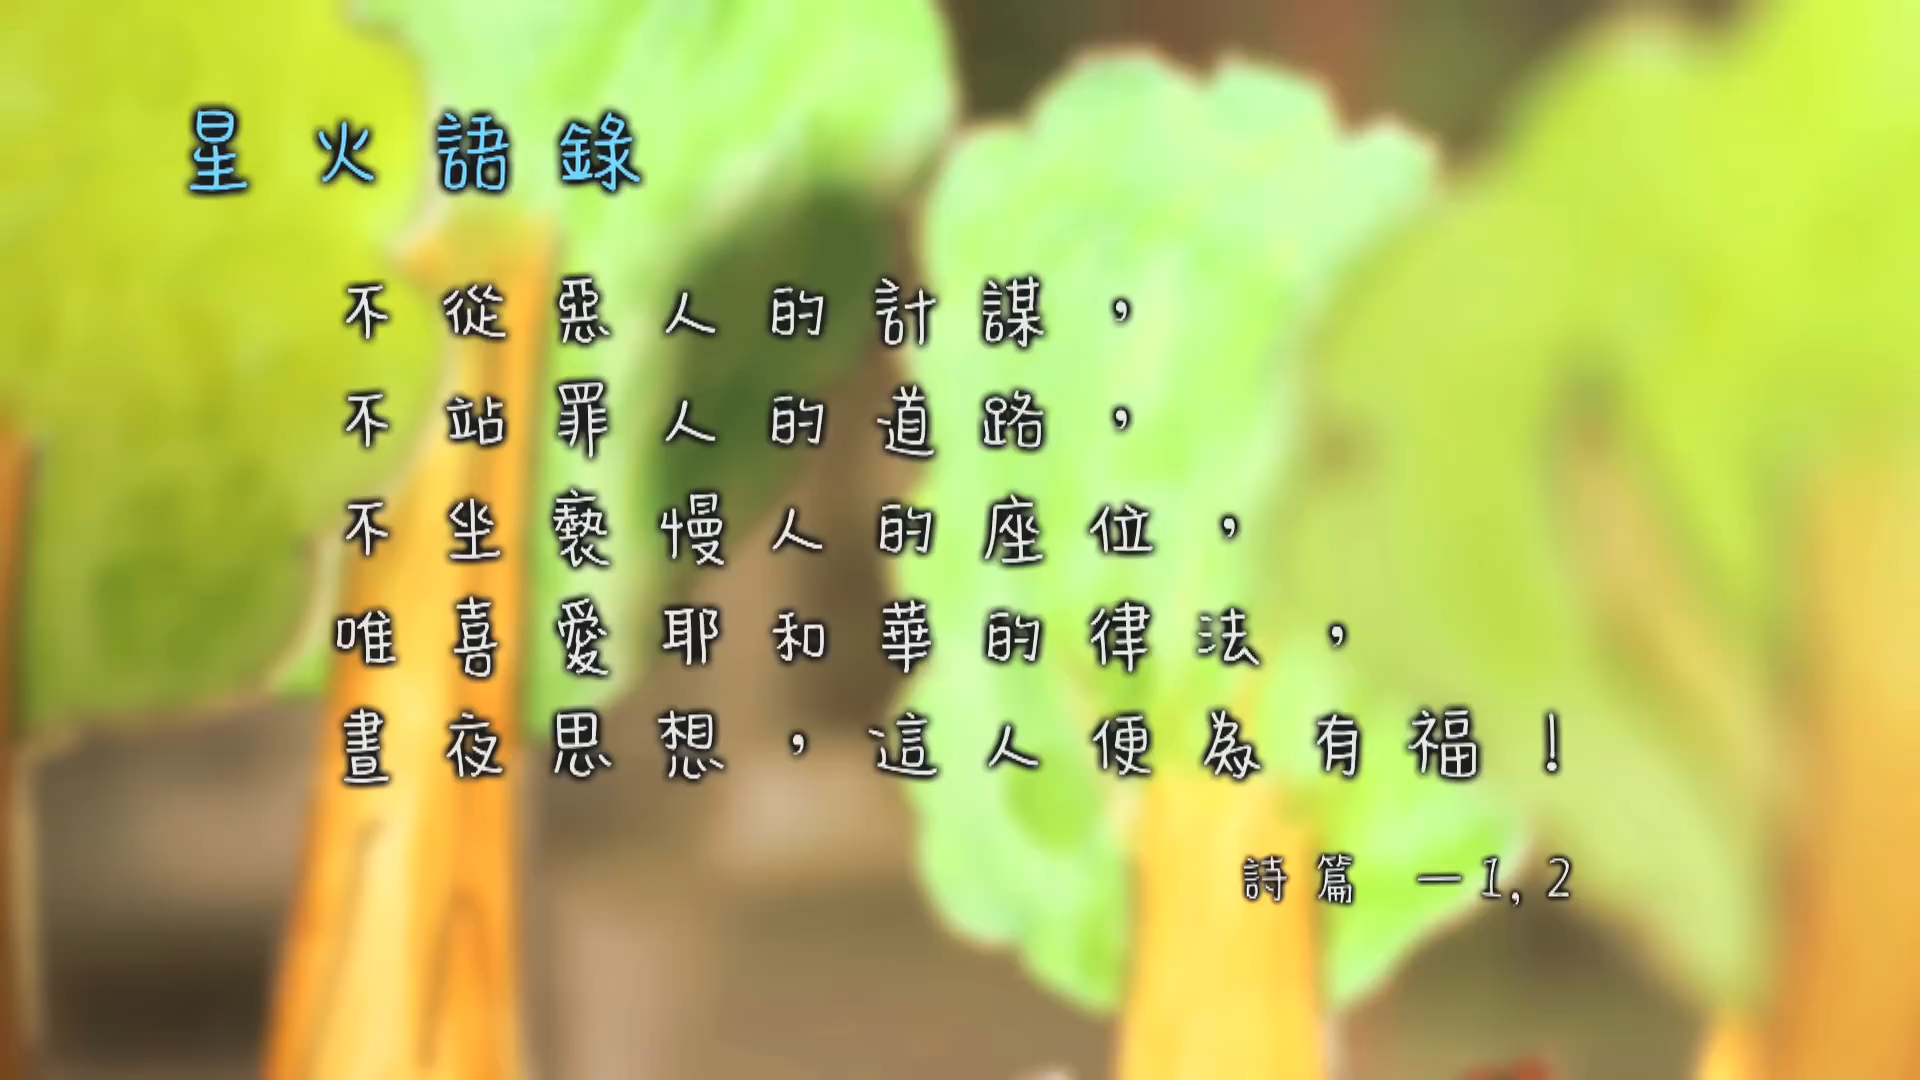 星火語錄
不從惡人的計謀，
不站罪人的道路，
不坐褻慢人的座位，
唯喜愛耶和華的律法，
晝夜思想，這人便為有福！
詩篇 一1，2